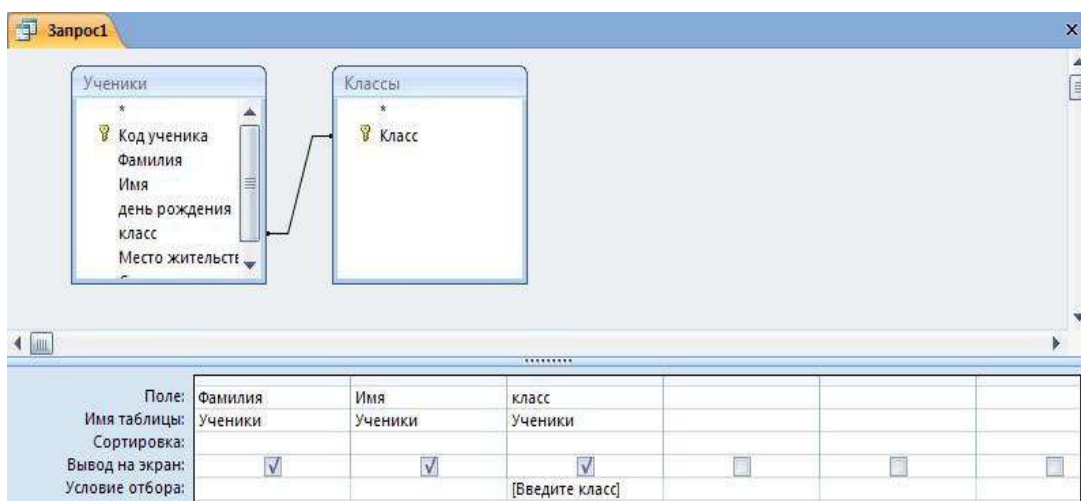 Запрос1
Ученики
*
Код ученика
Фамилия
Имя
день рождения
класс
Место жительств
Классы
*
Класс
Поле: Фамилия Имя класс
Имя таблицы: Ученики Ученики Ученики
Сортировка:
Вывод на экран:
Условие отбора: [Введите класс]